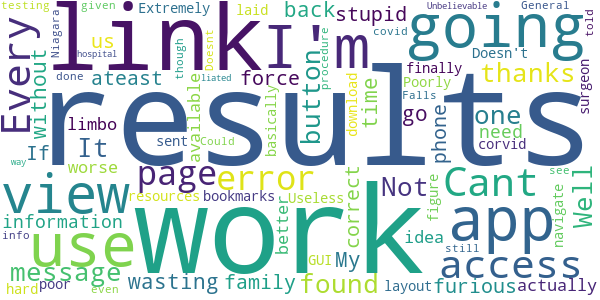 testing given link I'm going Unbelievable told
Niagara Extremely laid back stupid covid General
Every us though Doesnt Doesn't
hospital ateast button procedure thanks surgeon
without done force finally Poorly
limbo liated download go Falls
If It sent results time phone one
worse basically available Could need corvid
view page error Not Cant Well
information resources bookmarks figure see
way use work better Useless correct idea app navigate
info message found GUI My access still
hard poor even wasting family layout furious actually